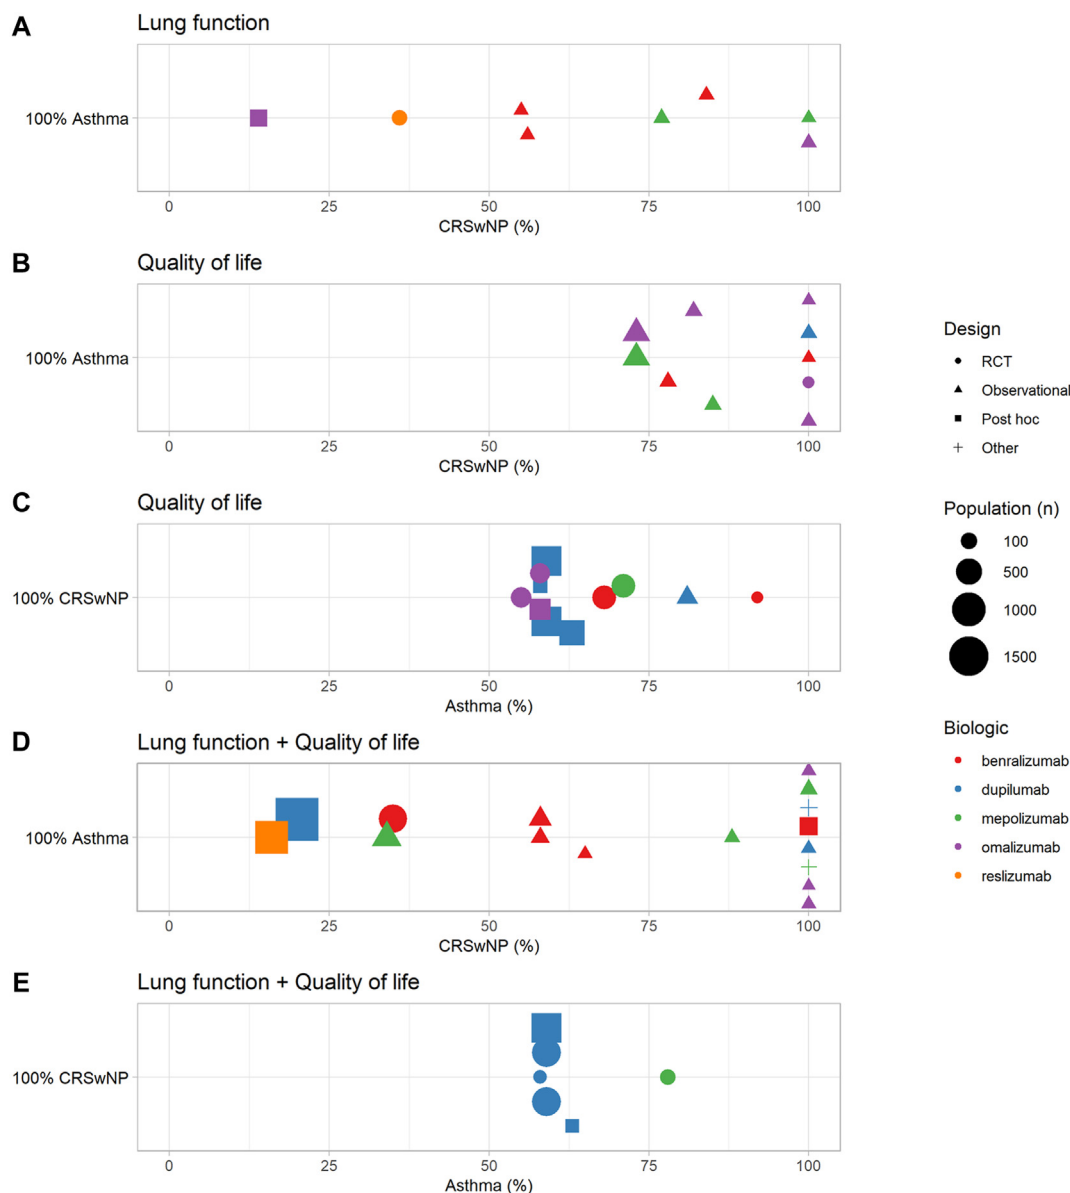 A
Lung function
100% Asthma
0 25 50 75 100
CRSwNP (%)
B
Quality of life
100% Asthma
0 25 50 75 100
CRSwNP (%)
C
Quality of life
100% CRSwNP
0 25 50 75 100
Asthma (%)
D
Lung function + Quality of life
100% Asthma
0 25 50 75 100
CRSwNP (%)
E
Lung function + Quality of life
100% CRSwNP
0 25 50 75 100
Asthma (%)
Design
RCT
Observational
Post hoc
Other
Population (n)
100
500
1000
1500
Biologic
benralizumab
dupilumab
mepolizumab
omalizumab
reslizumab